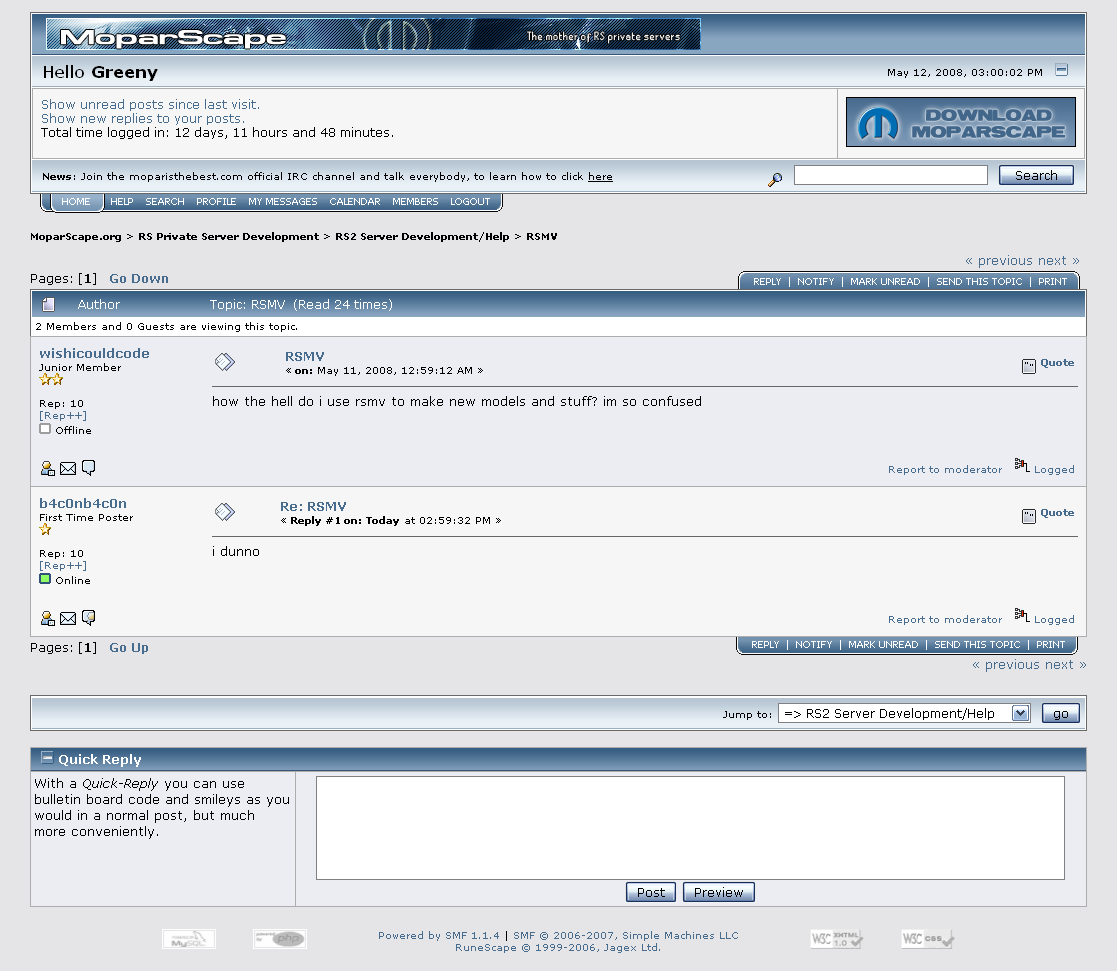 MoparScape The mother of RS private servers
Hello Greeny May 12, 2008, 03:00:02 PM
Show unread posts since last visit.
Show new replies to your posts.
Total time logged in: 12 days, 11 hours and 48 minutes.
DOWNLOAD
MOPARSCAPE
News: Join the moparisthebest.com official IRC channel and talk everybody, to learn how to click here Search
HOME HELP SEARCH PROFILE MY MESSAGES CALENDAR MEMBERS LOGOUT
MoparScape.org > RS Private Server Development > RS2 Server Development/Help > RSMV
« previous next »
Pages: [1] Go Down REPLY | NOTIFY | MARK UNREAD | SEND THIS TOPIC | PRINT
Author Topic: RSMV (Read 24 times)
2 Members and 0 Guests are viewing this topic.
wishicouldcode
Junior Member
Rep: 10
[Rep++]
Offline
RSMV
« on: May 11, 2008, 12:59:12 AM »
Quote
how the hell do i use rsmv to make new models and stuff? im so confused
Report to moderator Logged
b4c0nb4c0n
First Time Poster
Rep: 10
[Rep++]
Online
Re: RSMV
« Reply #1 on: Today at 02:59:32 PM »
Quote
i dunno
Report to moderator Logged
Pages: [1] Go Up REPLY | NOTIFY | MARK UNREAD | SEND THIS TOPIC | PRINT
« previous next »
Jump to: => RS2 Server Development/Help go
Quick Reply
With a Quick-Reply you can use
bulletin board code and smileys as you
would in a normal post, but much
more conveniently.
Post Preview
MySQL php
Powered by SMF 1.1.4 | SMF © 2006-2007, Simple Machines LLC
RuneScape © 1999-2006, Jagex Ltd.
W3C XHTML 1.0 W3C css